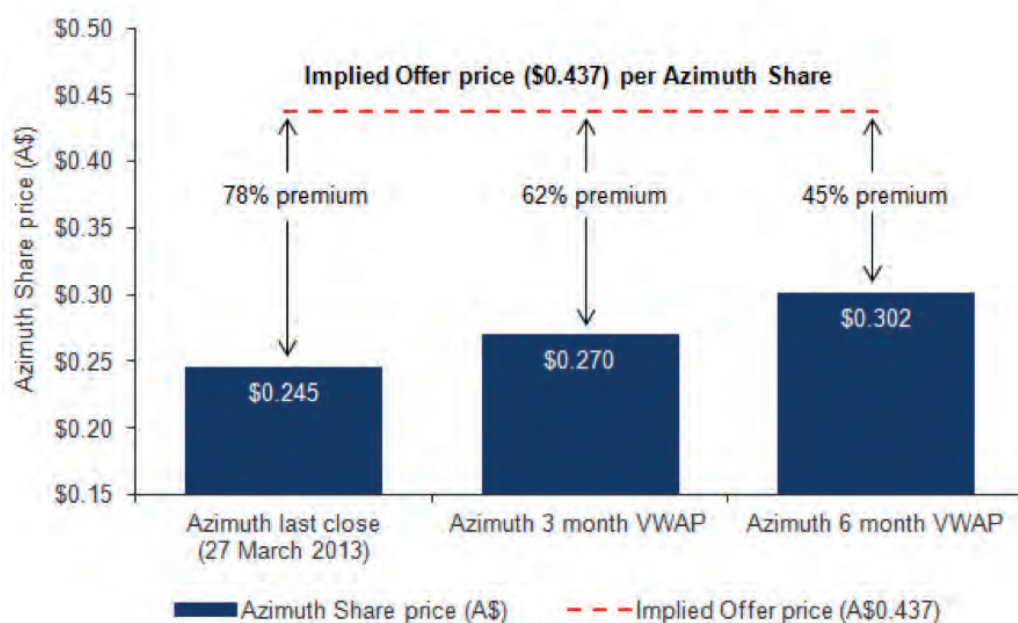 $0.50
Implied Offer price ($0.437) per Azimuth Share
$0.45
$0.40
78% premium
62% premium
45% premium
$0.35
$0.30
$0.302
$0.270
$0.25
$0.245
$0.20
$0.15
Azimuth Share price (A$)
Azimuth last close
(27 March 2013)
Azimuth 3 month VWAP
Azimuth 6 month VWAP
Azimuth Share price (A$)
Implied Offer price (A$0.437)